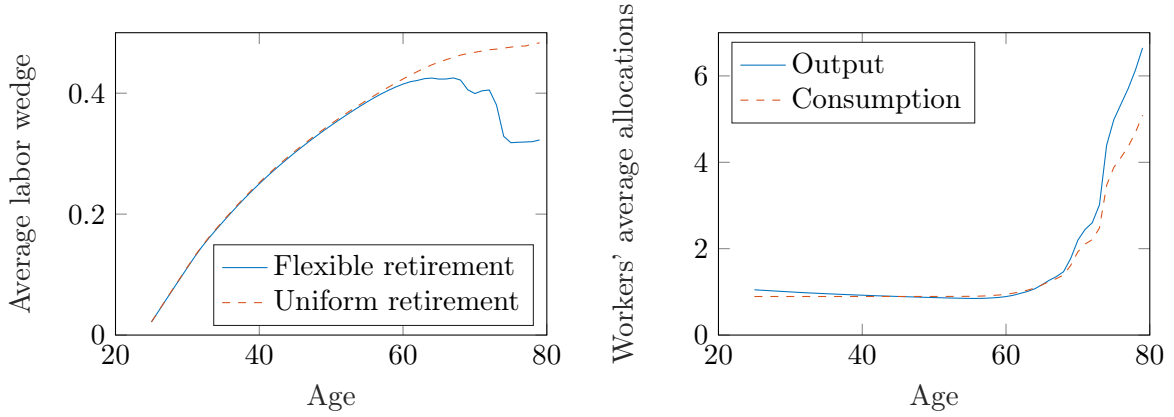 Average labor wedge
0.4
0.2
0
20
40
60
80
Age
Flexible retirement
Uniform retirement
Workers' average allocations
6
4
2
0
20
40
60
80
Age
Output
Consumption